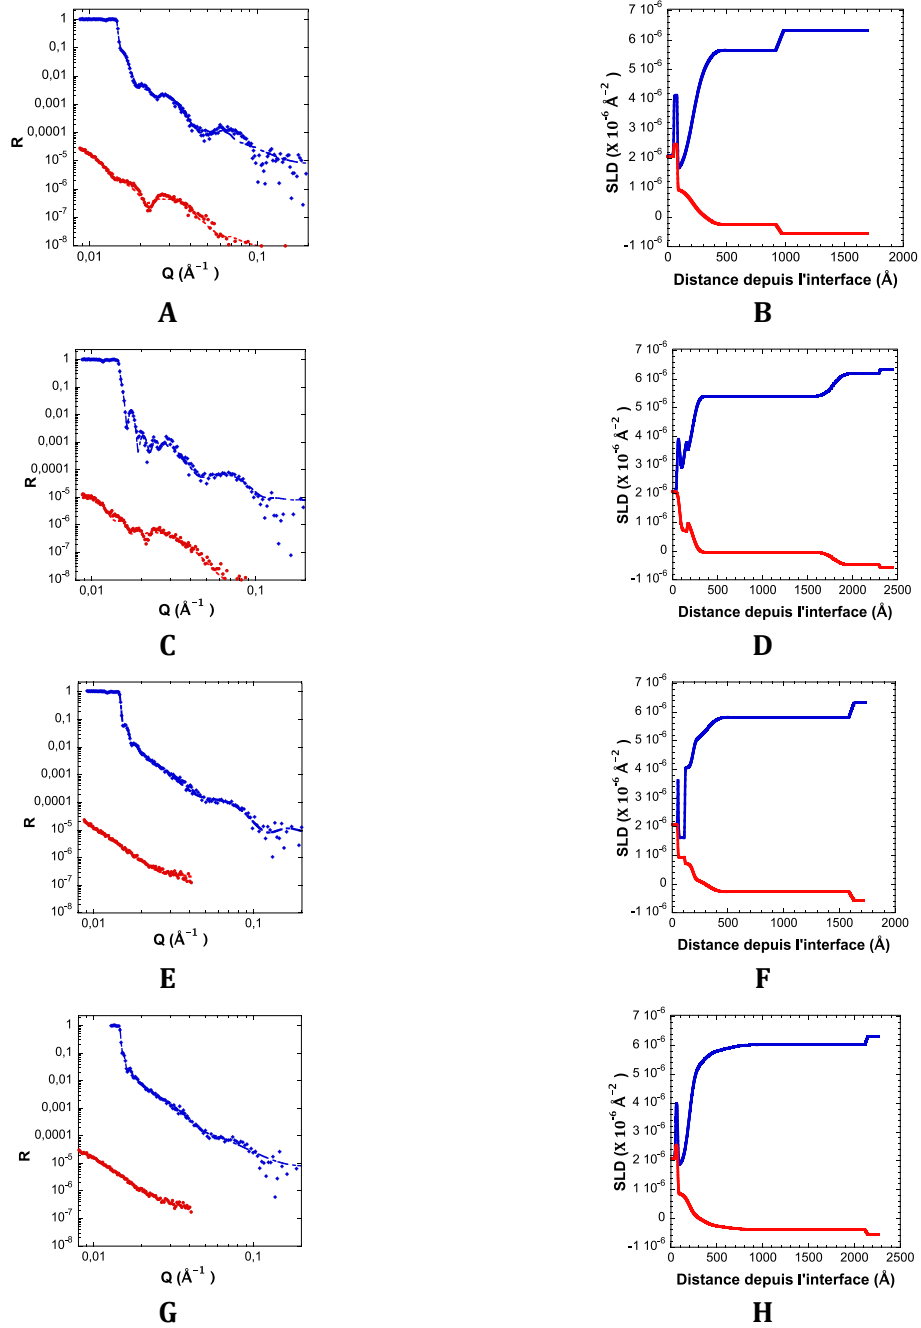 1
0,1
0,01
0,001
0,0001
10⁻⁵
10⁻⁶
10⁻⁷
10⁻⁸
R
0,01
0,1
Q (Å⁻¹ )
A
7 10⁻⁶
6 10⁻⁶
5 10⁻⁶
4 10⁻⁶
3 10⁻⁶
2 10⁻⁶
1 10⁻⁶
0
-1 10⁻⁶
SLD (X 10⁻⁶ Å⁻²)
0 500 1000 1500 2000
Distance depuis l'interface (Å)
B
1
0,1
0,01
0,001
0,0001
10⁻⁵
10⁻⁶
10⁻⁷
10⁻⁸
R
0,01
0,1
Q (Å⁻¹ )
C
7 10⁻⁶
6 10⁻⁶
5 10⁻⁶
4 10⁻⁶
3 10⁻⁶
2 10⁻⁶
1 10⁻⁶
0
-1 10⁻⁶
SLD (X 10⁻⁶ Å⁻²)
0 500 1000 1500 2000 2500
Distance depuis l'interface (Å)
D
1
0,1
0,01
0,001
0,0001
10⁻⁵
10⁻⁶
10⁻⁷
10⁻⁸
R
0,01
0,1
Q (Å⁻¹ )
E
7 10⁻⁶
6 10⁻⁶
5 10⁻⁶
4 10⁻⁶
3 10⁻⁶
2 10⁻⁶
1 10⁻⁶
0
-1 10⁻⁶
SLD (X 10⁻⁶ Å⁻²)
0 500 1000 1500 2000
Distance depuis l'interface (Å)
F
1
0,1
0,01
0,001
0,0001
10⁻⁵
10⁻⁶
10⁻⁷
10⁻⁸
R
0,01
0,1
Q (Å⁻¹ )
G
7 10⁻⁶
6 10⁻⁶
5 10⁻⁶
4 10⁻⁶
3 10⁻⁶
2 10⁻⁶
1 10⁻⁶
0
-1 10⁻⁶
SLD (X 10⁻⁶ Å⁻²)
0 500 1000 1500 2000 2500
Distance depuis l'interface (Å)
H